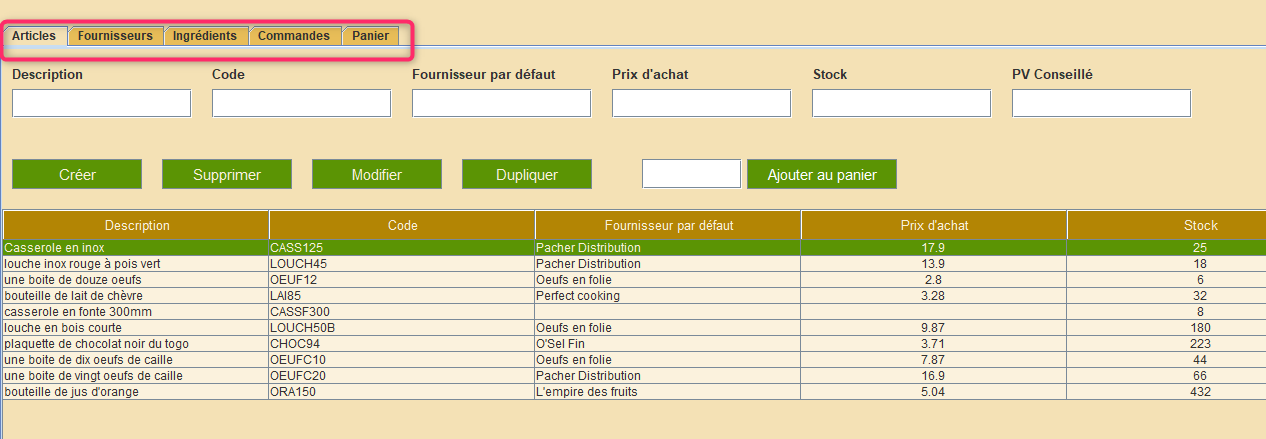 Articles Fournisseurs Ingrédients Commandes Panier
Description Code Fournisseur par défaut Prix d'achat Stock PV Conseillé
Créer Supprimer Modifier Dupliquer Ajouter au panier
Description Code Fournisseur par défaut Prix d'achat Stock
Casserole en inox CASS125 Pacher Distribution 17.9 25
louche inox rouge à pois vert LOUCH45 Pacher Distribution 13.9 18
une boite de douze oeufs OEUF12 Oeufs en folie 2.8 6
bouteille de lait de chèvre LAI85 Perfect cooking 3.28 32
casserole en fonte 300mm CASSF300 8
louche en bois courte LOUCH50B Oeufs en folie 9.87 180
plaquette de chocolat noir du togo CHOC94 O'Sel Fin 3.71 223
une boite de dix oeufs de caille OEUFC10 Oeufs en folie 7.87 44
une boite de vingt oeufs de caille OEUFC20 Pacher Distribution 16.9 66
bouteille de jus d'orange ORA150 L'empire des fruits 5.04 432